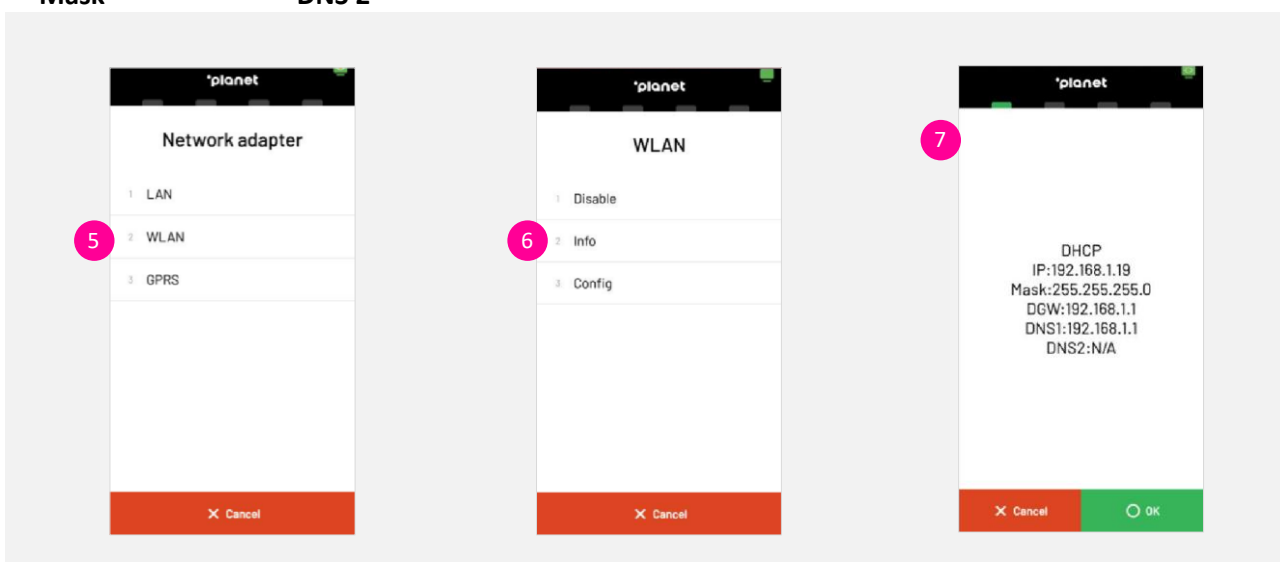 Mask DNS 2
planet
Network adapter
1 LAN
5
2 WLAN
3 GPRS
X Cancel
planet
WLAN
1 Disable
6
2 Info
3 Config
X Cancel
planet
7
DHCP
IP:192.168.1.19
Mask:255.255.255.0
DGW:192.168.1.1
DNS1:192.168.1.1
DNS2:N/A
X Cancel
O OK